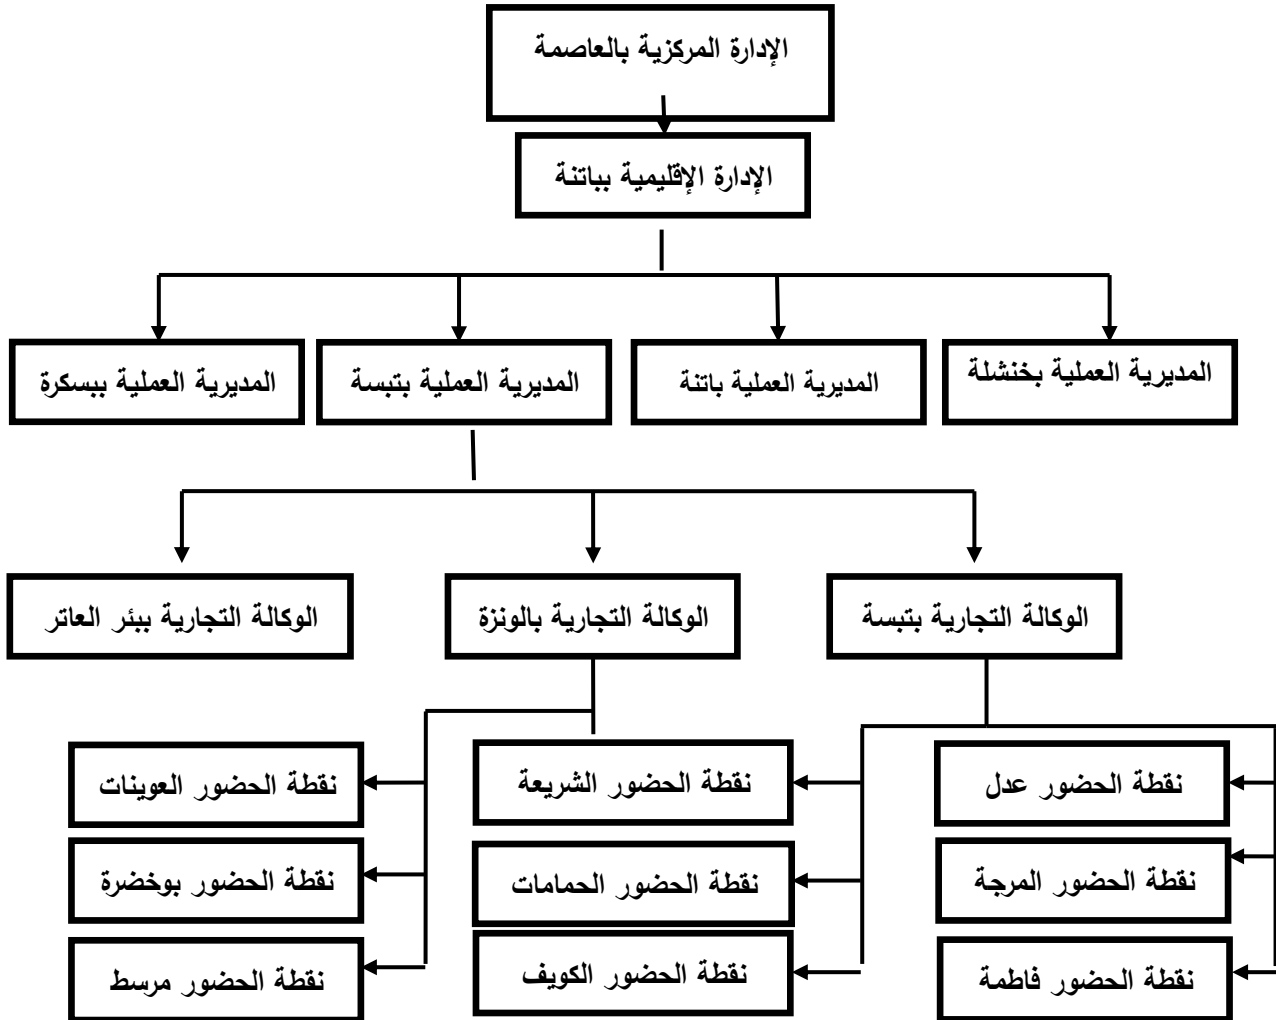 الإدارة المركزية بالعاصمة
الإدارة الإقليمية بباتنة
المديرية العملية بخنشلة
المديرية العملية باتنة
المديرية العملية بتبسة
المديرية العملية ببسكرة
الوكالة التجارية بتبسة
الوكالة التجارية بالونزة
الوكالة التجارية ببئر العاتر
نقطة الحضور عدل
نقطة الحضور الشريعة
نقطة الحضور العوينات
نقطة الحضور المرجة
نقطة الحضور الحمامات
نقطة الحضور بوخضرة
نقطة الحضور فاطمة
نقطة الحضور الكويف
نقطة الحضور مرسط